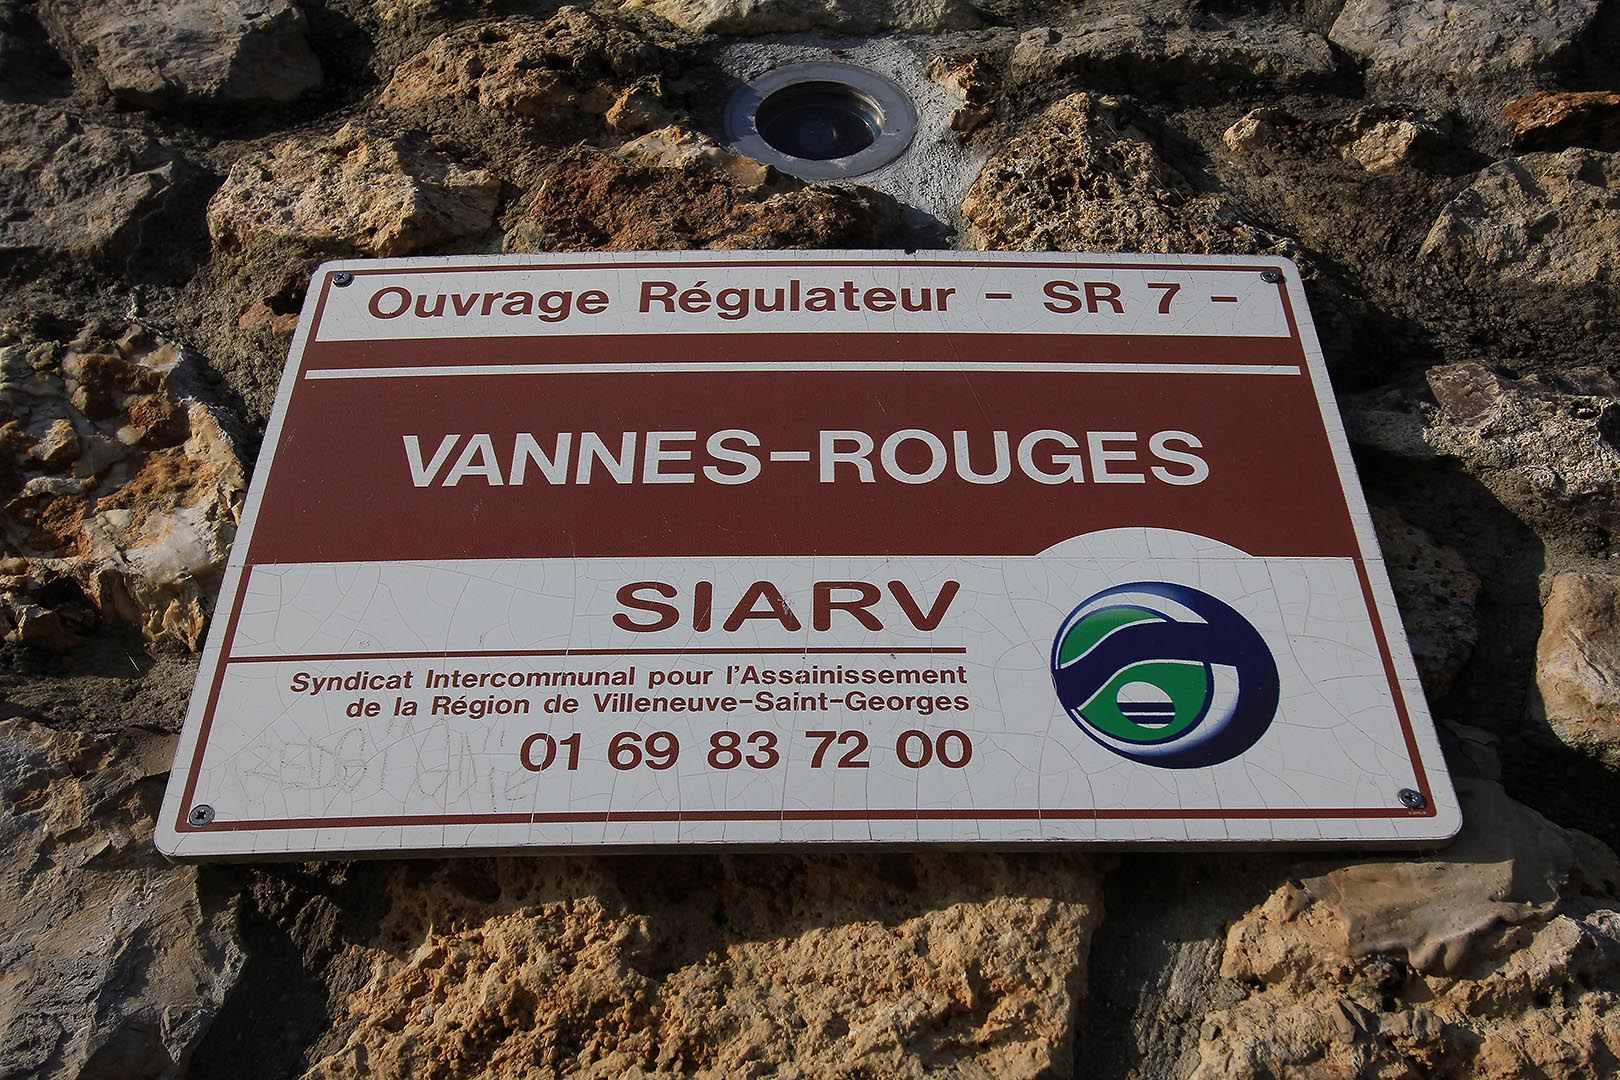 Ouvrage Régulateur - SR 7 -
VANNES-ROUGES
SIARV
Syndicat Intercommunal pour l'Assainissement
de la Région de Villeneuve-Saint-Georges
01 69 83 72 00